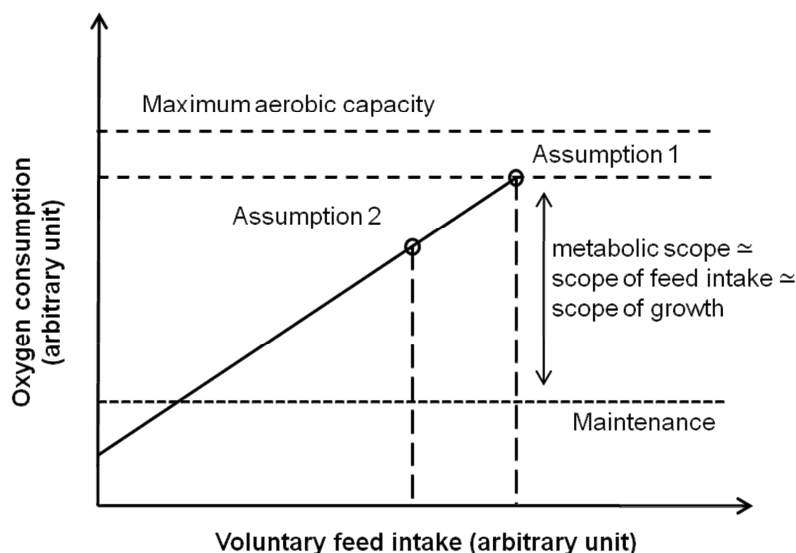 Maximum aerobic capacity
Assumption 1
Assumption 2
metabolic scope ≃
scope of feed intake ≃
scope of growth
Maintenance
Oxygen consumption
(arbitrary unit)
Voluntary feed intake (arbitrary unit)